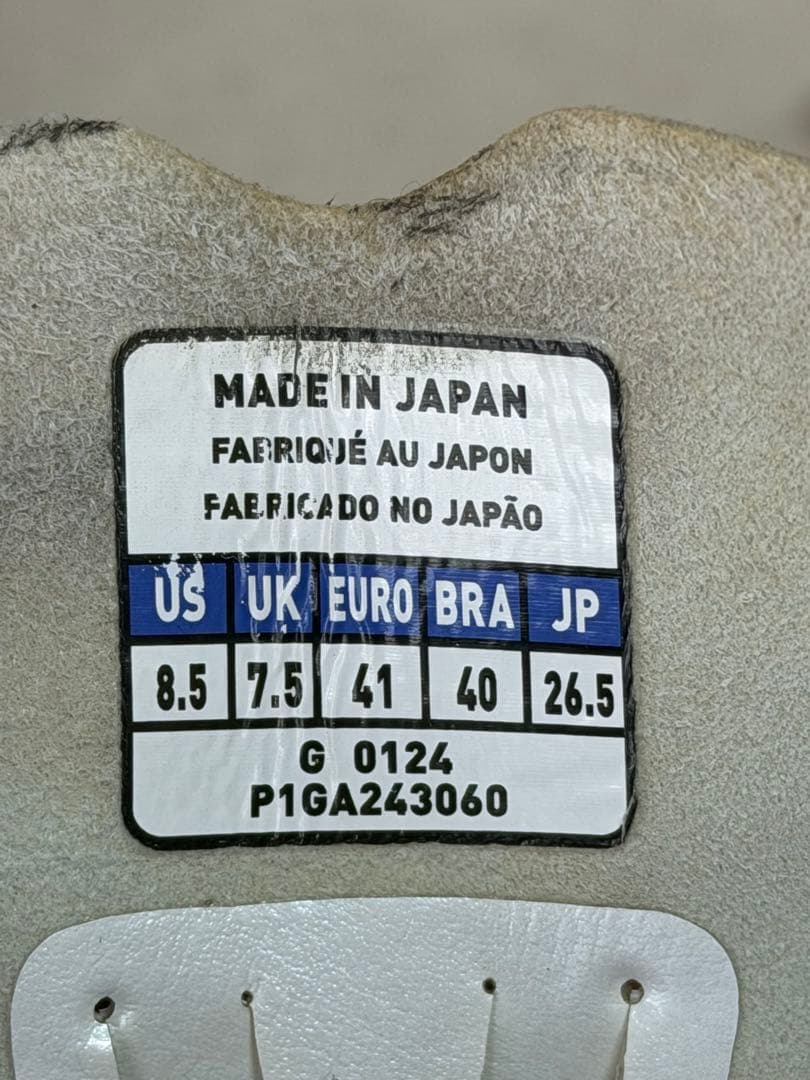 MADE IN JAPAN
FABRIQUÉ AU JAPON
FABRICADO NO JAPÃO
US UK EURO BRA JP
8.5 7.5 41 40 26.5
G 0124
P1GA243060